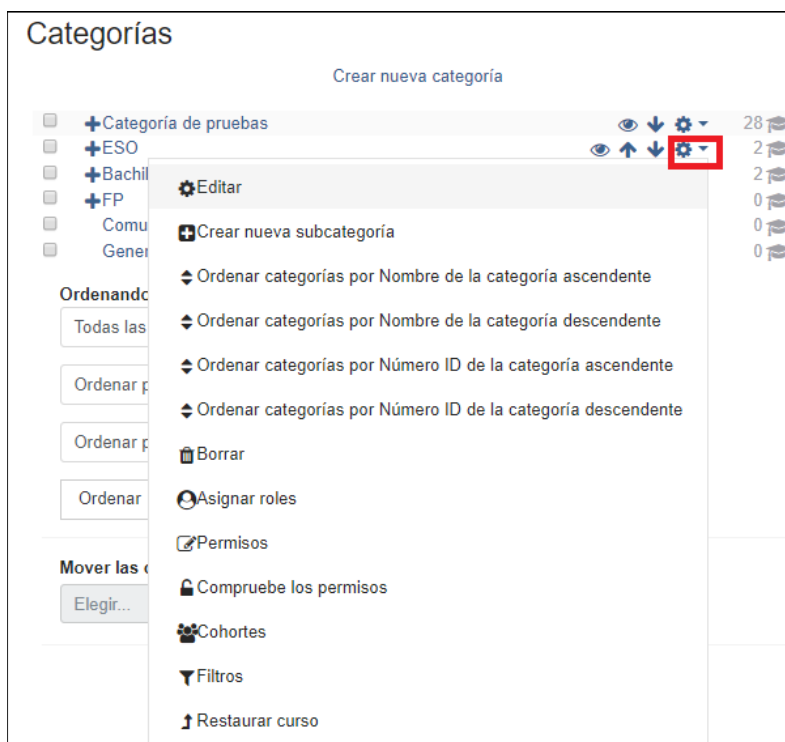 Categorías
Crear nueva categoría
Categoría de pruebas 28
ESO 2
Bachil 2
FP 0
Comu 0
Gener 0
Editar
Crear nueva subcategoría
Ordenar categorías por Nombre de la categoría ascendente
Ordenar categorías por Nombre de la categoría descendente
Ordenar categorías por Número ID de la categoría ascendente
Ordenar categorías por Número ID de la categoría descendente
Borrar
Asignar roles
Permisos
Compruebe los permisos
Cohortes
Filtros
Restaurar curso
Ordenando
Todas las
Ordenar p
Ordenar p
Ordenar
Mover las c
Elegir...